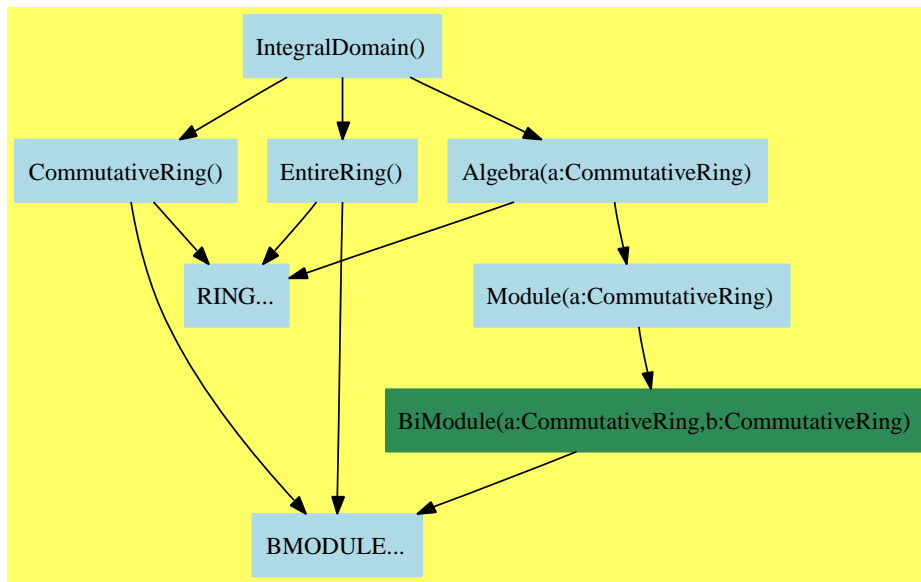 IntegralDomain()
CommutativeRing()
EntireRing()
Algebra(a:CommutativeRing)
RING...
Module(a:CommutativeRing)
BiModule(a:CommutativeRing,b:CommutativeRing)
BMODULE...